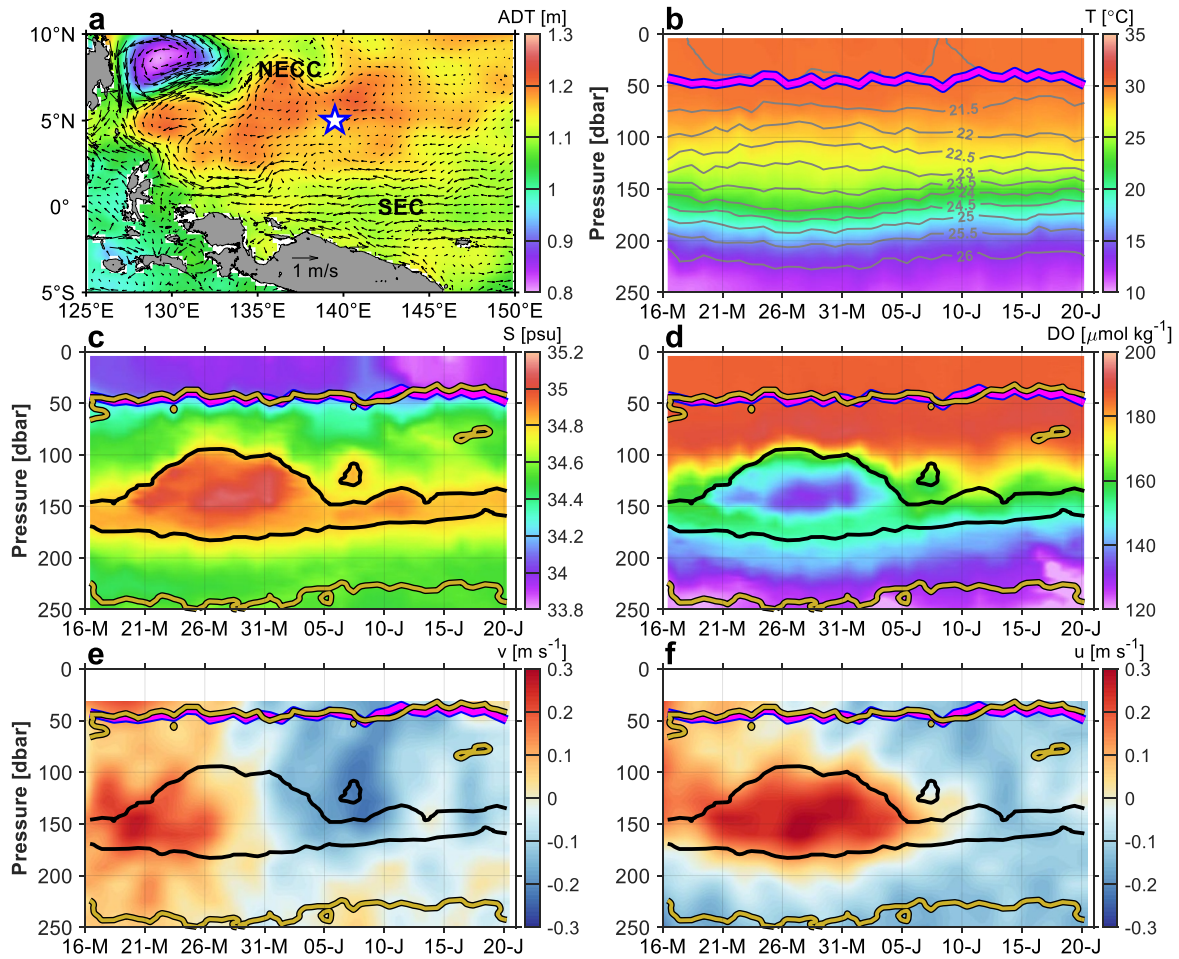 a
ADT [m]
10°N
5°N
0°
5°S
125°E
130°E
135°E
140°E
145°E
150°E
NECC
SEC
1 m/s
1.3
1.2
1.1
1
0.9
0.8
b
T [°C]
Pressure [dbar]
0
50
100
150
200
250
16-M
21-M
26-M
31-M
05-J
10-J
15-J
20-J
21.5
22
22.5
23
23.5
24
24.5
25
25.5
26
35
30
25
20
15
10
c
S [psu]
Pressure [dbar]
0
50
100
150
200
250
16-M
21-M
26-M
31-M
05-J
10-J
15-J
20-J
35.2
35
34.8
34.6
34.4
34.2
34
33.8
d
DO [μmol kg⁻¹]
0
50
100
150
200
250
16-M
21-M
26-M
31-M
05-J
10-J
15-J
20-J
200
180
160
140
120
e
v [m s⁻¹]
Pressure [dbar]
0
50
100
150
200
250
16-M
21-M
26-M
31-M
05-J
10-J
15-J
20-J
0.3
0.2
0.1
0
-0.1
-0.2
-0.3
f
u [m s⁻¹]
0
50
100
150
200
250
16-M
21-M
26-M
31-M
05-J
10-J
15-J
20-J
0.3
0.2
0.1
0
-0.1
-0.2
-0.3